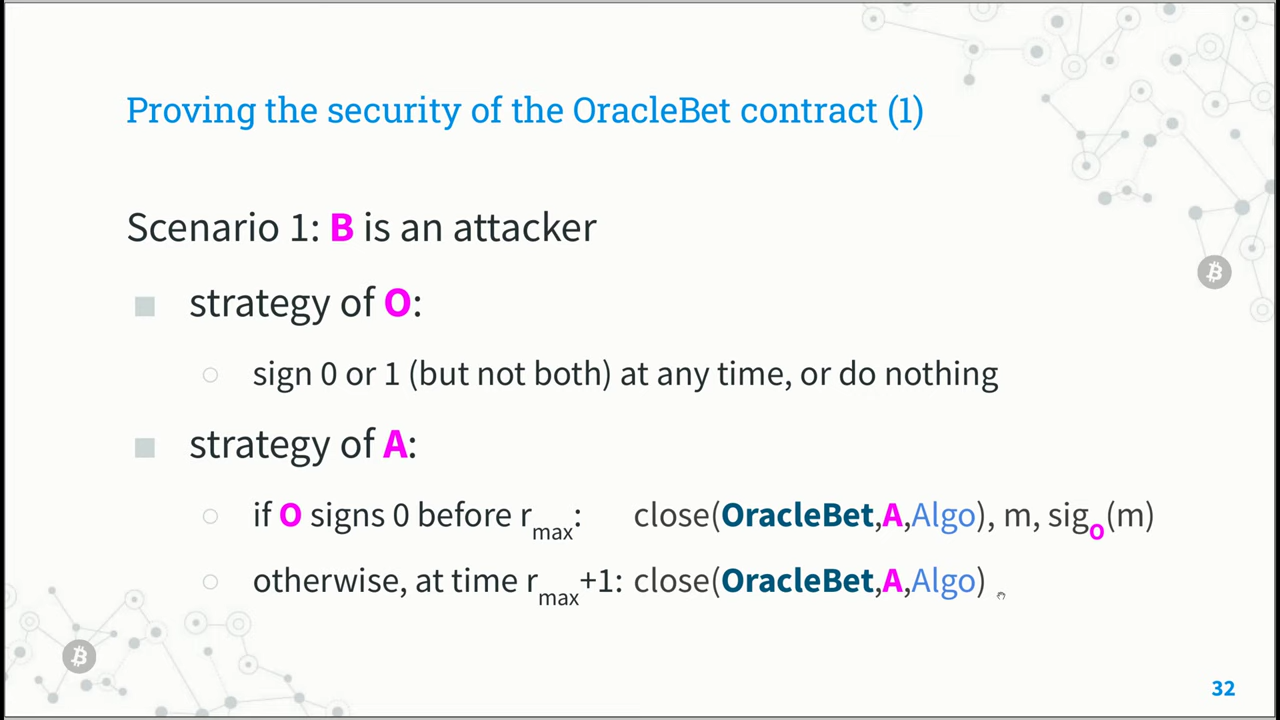 Proving the security of the OracleBet contract (1)
Scenario 1: B is an attacker
strategy of O:
sign 0 or 1 (but not both) at any time, or do nothing
strategy of A:
if O signs 0 before rmax: close(OracleBet,A,Algo), m, sigO(m)
otherwise, at time rmax+1: close(OracleBet,A,Algo)
32